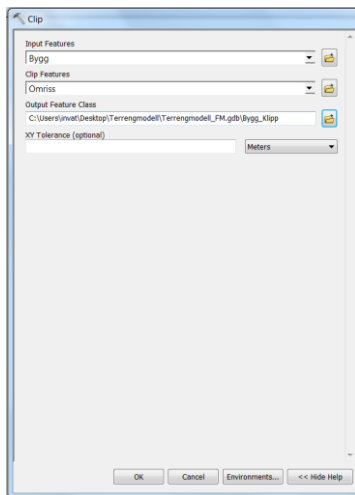 Clip
Input Features
Bygg
Clip Features
Omriss
Output Feature Class
C:\Users\invat\Desktop\Terrengmodell\Terrengmodell_FM.gdb\Bygg_Klipp
XY Tolerance (optional)
Meters
OK Cancel Environments... << Hide Help